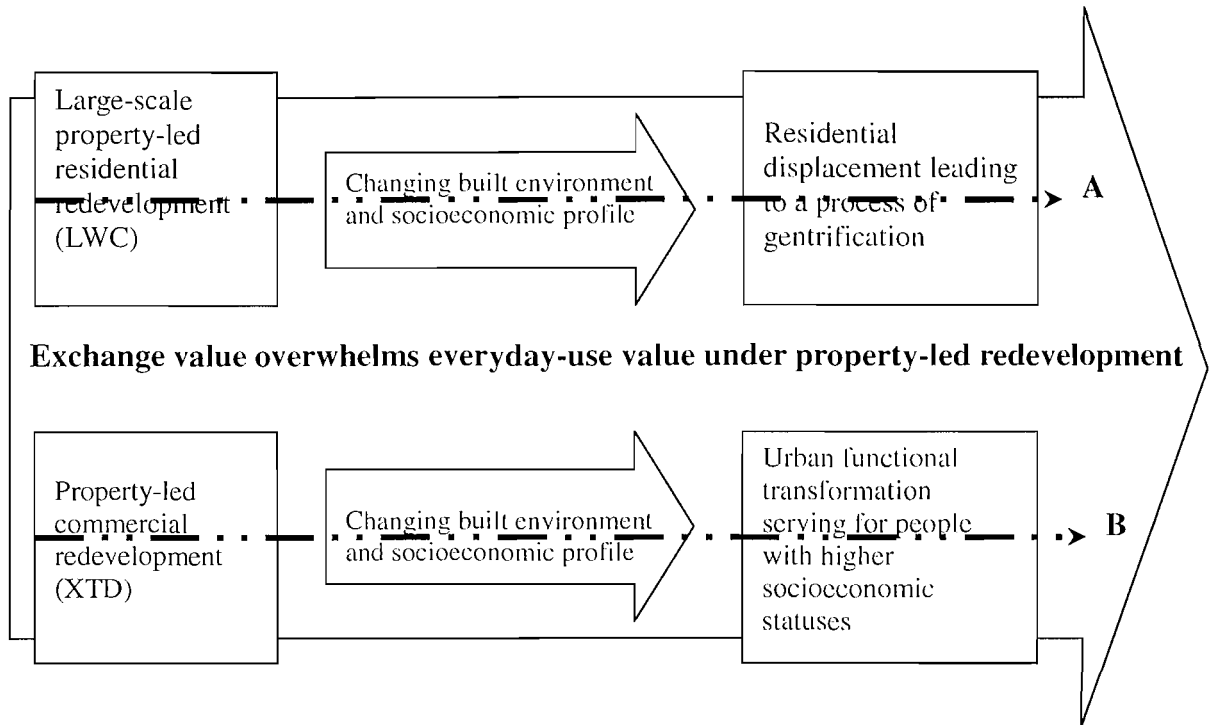 Large-scale
property-led
residential
redevelopment
(LWC)
Changing built environment
and socioeconomic profile
Residential
displacement leading
to a process of
gentrification
A
Exchange value overwhelms everyday-use value under property-led redevelopment
Property-led
commercial
redevelopment
(XTD)
Changing built environment
and socioeconomic profile
Urban functional
transformation
serving for people
with higher
socioeconomic
statuses
B